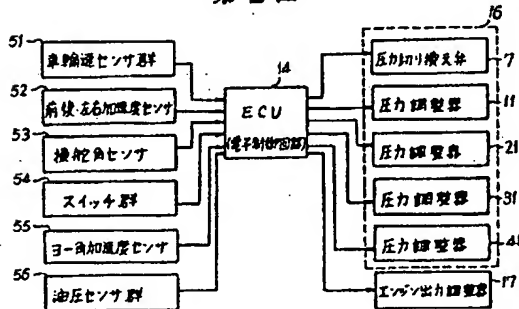 16
51
車輪速センサ群
52
前後・左右加速度センサ
53
操舵角センサ
54
スイッチ群
55
ヨー角加速度センサ
56
油圧センサ群
14
ECU
(電子制御回路)
圧力切り換え弁
7
圧力調整器
11
圧力調整器
21
圧力調整器
31
圧力調整器
41
エンジン出力調整器
17